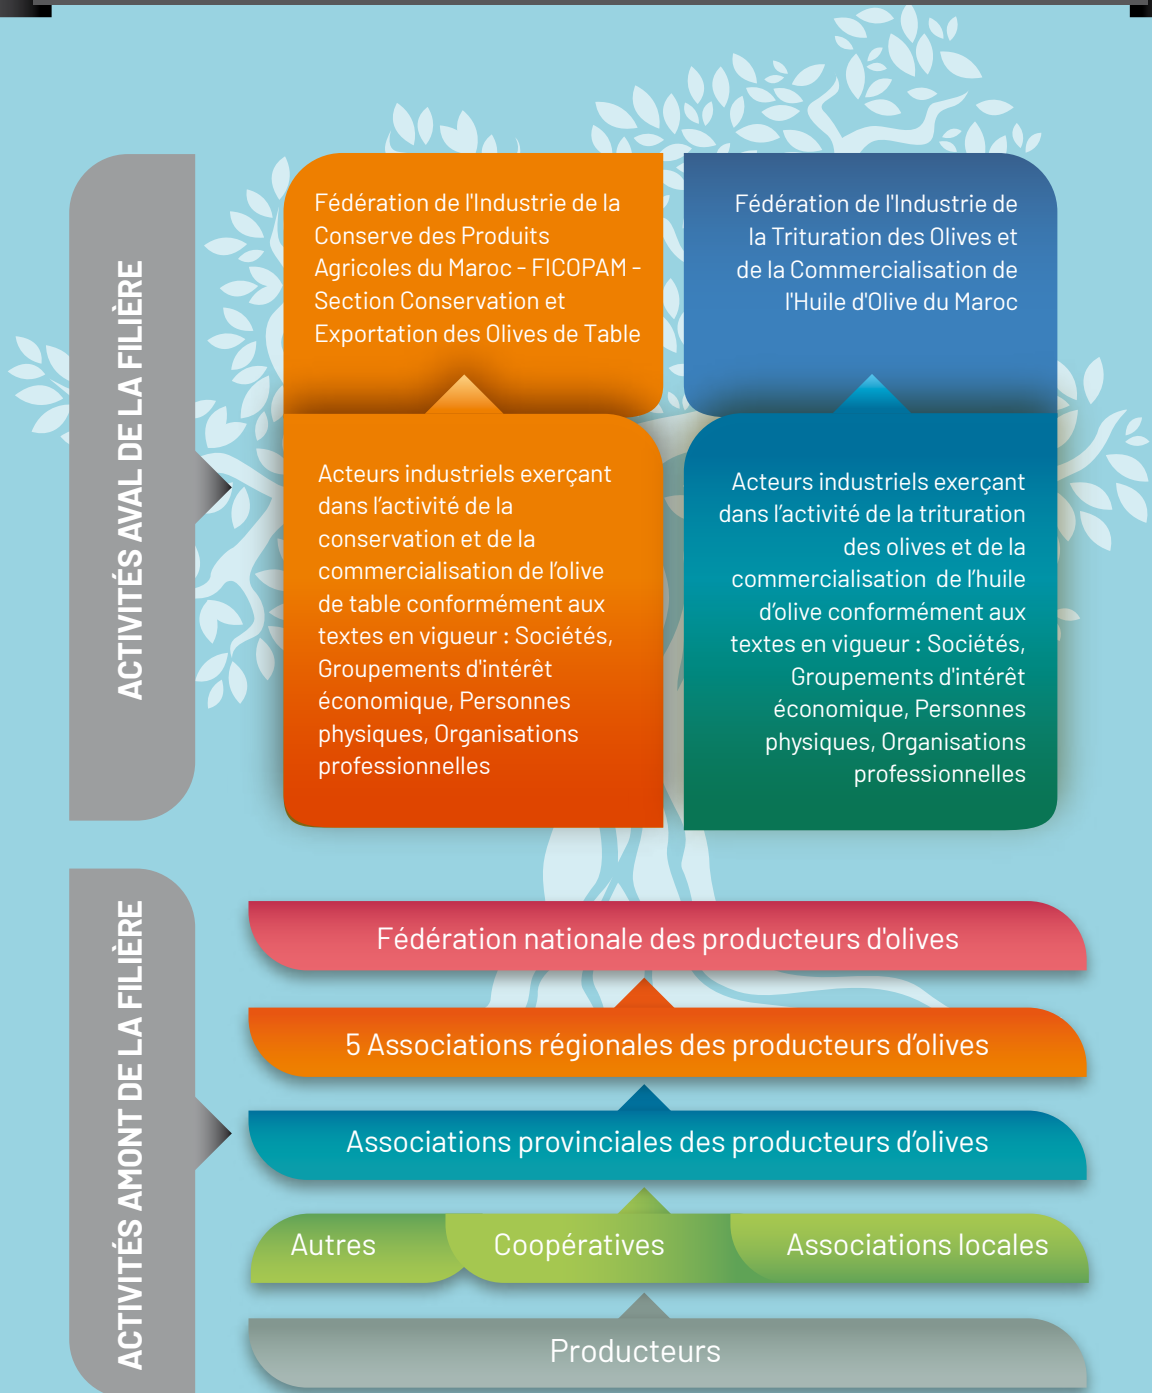 ACTIVITÉS AVAL DE LA FILIÈRE
Fédération de l'Industrie de la
Conserve des Produits
Agricoles du Maroc - FICOPAM -
Section Conservation et
Exportation des Olives de Table
Fédération de l'Industrie de
la Trituration des Olives et
de la Commercialisation de
l'Huile d'Olive du Maroc
Acteurs industriels exerçant
dans l’activité de la
conservation et de la
commercialisation de l’olive
de table conformément aux
textes en vigueur : Sociétés,
Groupements d'intérêt
économique, Personnes
physiques, Organisations
professionnelles
Acteurs industriels exerçant
dans l’activité de la trituration
des olives et de la
commercialisation de l’huile
d’olive conformément aux
textes en vigueur : Sociétés,
Groupements d'intérêt
économique, Personnes
physiques, Organisations
professionnelles
ACTIVITÉS AMONT DE LA FILIÈRE
Fédération nationale des producteurs d'olives
5 Associations régionales des producteurs d’olives
Associations provinciales des producteurs d’olives
Autres
Coopératives
Associations locales
Producteurs